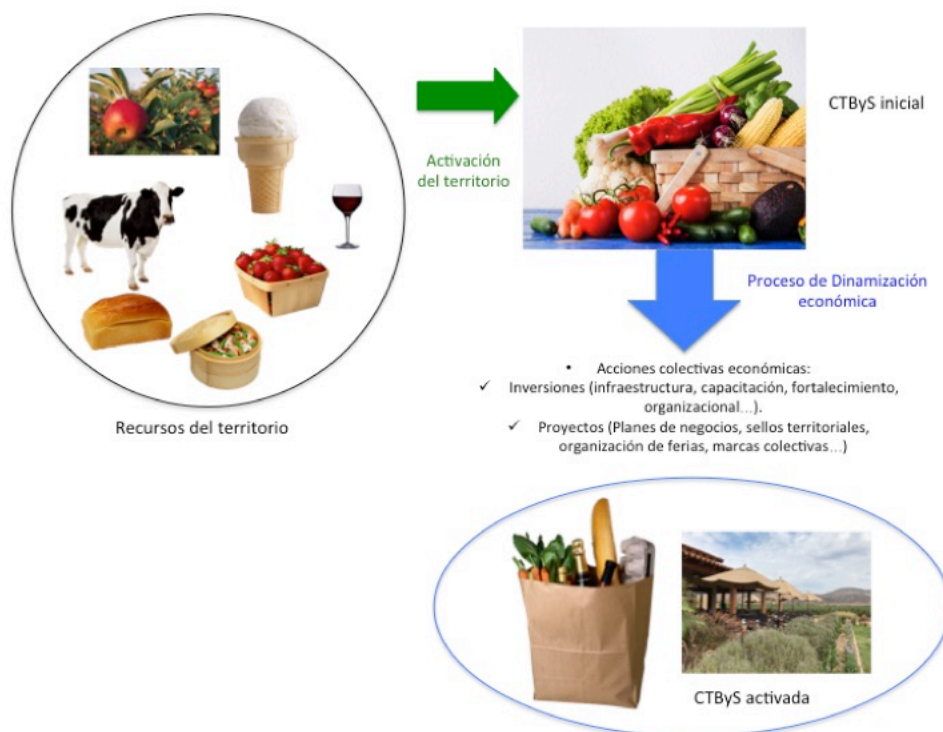 CTByS inicial
Activación
del territorio
Proceso de Dinamización
económica
• Acciones colectivas económicas:
✓ Inversiones (infraestructura, capacitación, fortalecimiento,
organizacional...).
✓ Proyectos (Planes de negocios, sellos territoriales,
organización de ferias, marcas colectivas...)
Recursos del territorio
CTByS activada